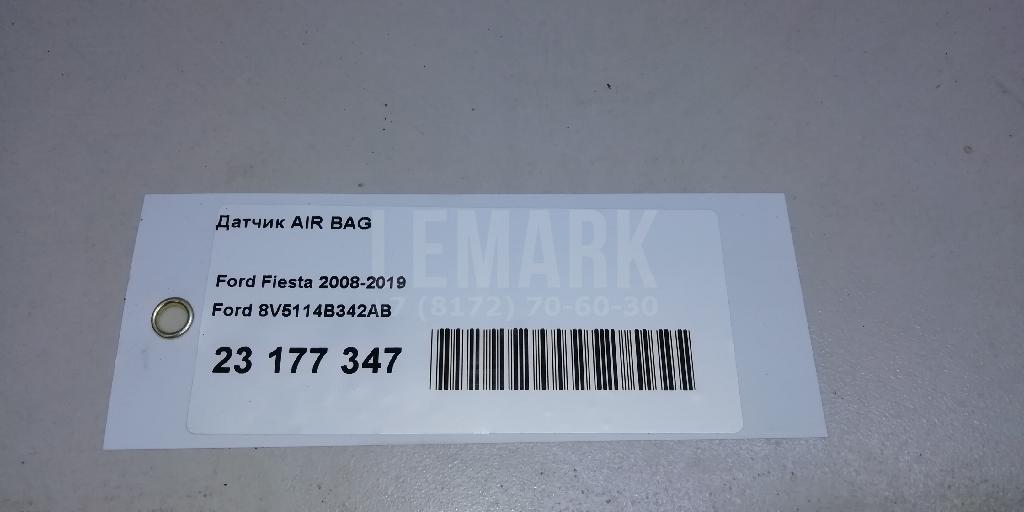 Датчик AIR BAG
LEMARK
Ford Fiesta 2008-2019
Ford 8V5114B342AB
7 (8172) 70-60-30
23 177 347